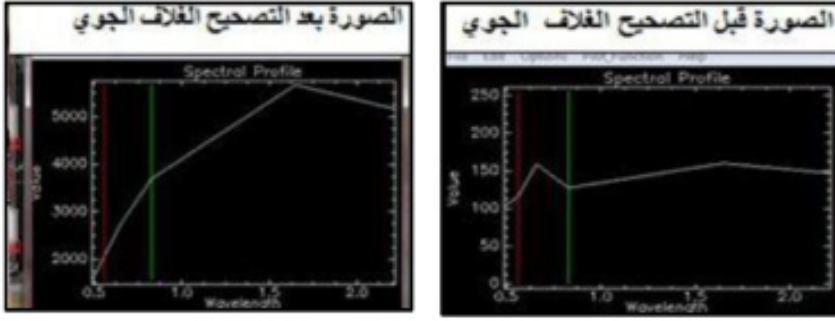 الصورة قبل التصحيح الغلاف الجوي
File Edit Options Plot_Function Help
Spectral Profile
250
200
150
100
50
0
Value
0.5 1.0 1.5 2.0
Wavelength
الصورة بعد التصحيح الغلاف الجوي
Spectral Profile
5000
4000
3000
2000
Value
0.5 1.0 1.5 2.0
Wavelength